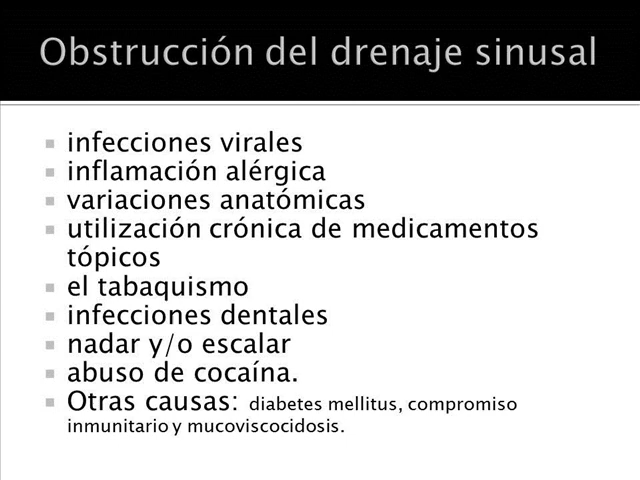 Obstrucción del drenaje sinusal
infecciones virales
inflamación alérgica
variaciones anatómicas
utilización crónica de medicamentos
tópicos
el tabaquismo
infecciones dentales
nadar y/o escalar
abuso de cocaína.
Otras causas: diabetes mellitus, compromiso
inmunitario y mucoviscocidosis.